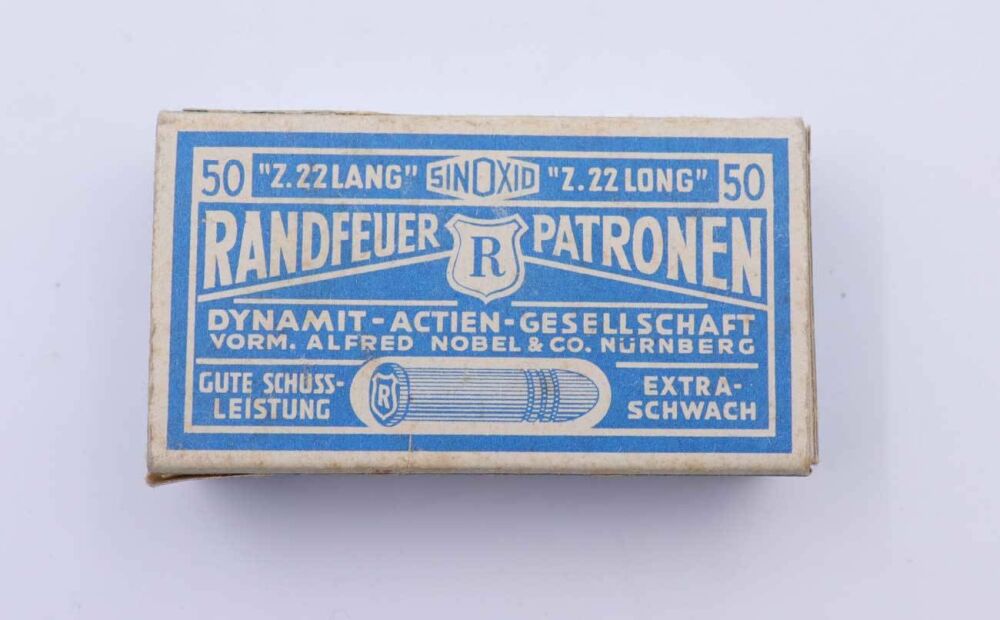 50 "Z.22 LANG" SINOXID "Z.22 LONG" 50
RANDFEUER R PATRONEN
DYNAMIT-ACTIEN-GESELLSCHAFT
VORM. ALFRED NOBEL & CO. NÜRNBERG
GUTE SCHUSS-
LEISTUNG
R
EXTRA-
SCHWACH